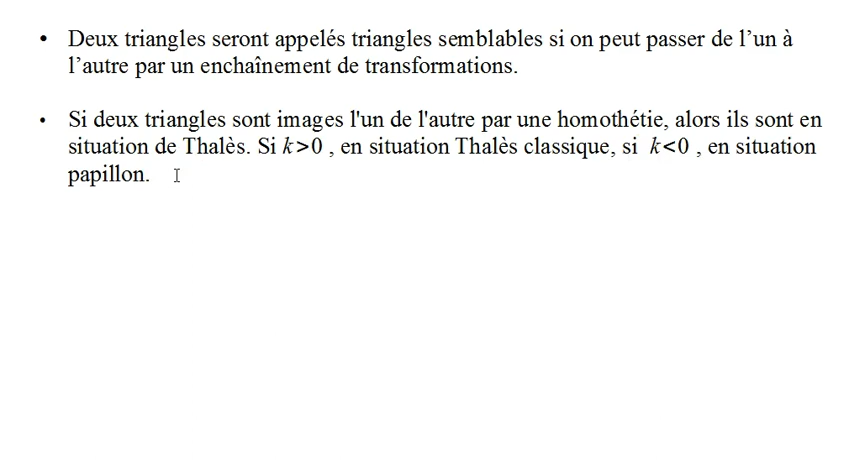 • Deux triangles seront appelés triangles semblables si on peut passer de l’un à
l’autre par un enchaînement de transformations.
• Si deux triangles sont images l'un de l'autre par une homothétie, alors ils sont en
situation de Thalès. Si k>0 , en situation Thalès classique, si k<0 , en situation
papillon.